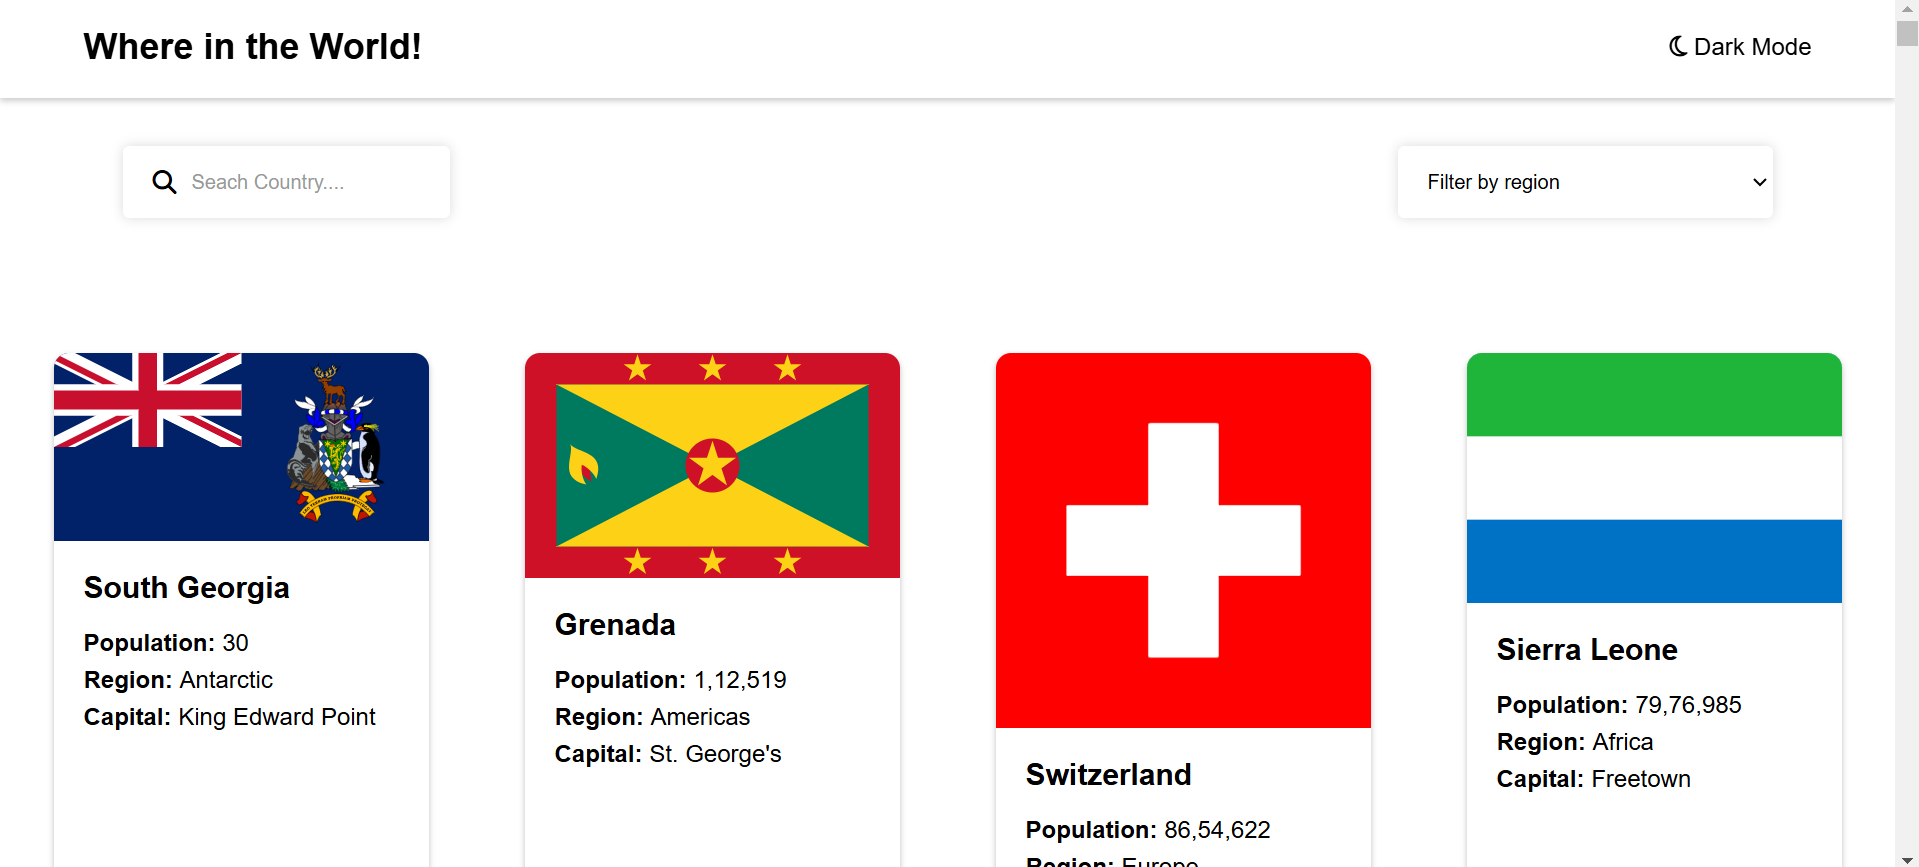 Where in the World!
Dark Mode
Seach Country....
Filter by region
South Georgia
Population: 30
Region: Antarctic
Capital: King Edward Point
Grenada
Population: 1,12,519
Region: Americas
Capital: St. George's
Switzerland
Population: 86,54,622
Region: Europe
Sierra Leone
Population: 79,76,985
Region: Africa
Capital: Freetown